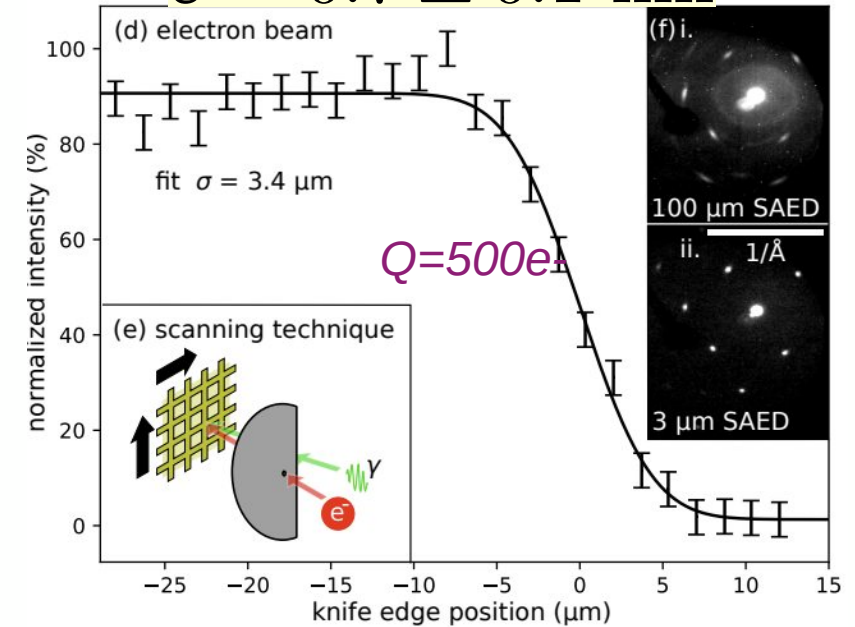 (d) electron beam
(f) i.
100
80
60
40
20
0
normalized intensity (%)
fit σ = 3.4 µm
Q=500e-
100 µm SAED
ii.
1/Å
3 µm SAED
(e) scanning technique
γ
e⁻
−25
−20
−15
−10
−5
0
5
10
15
knife edge position (µm)